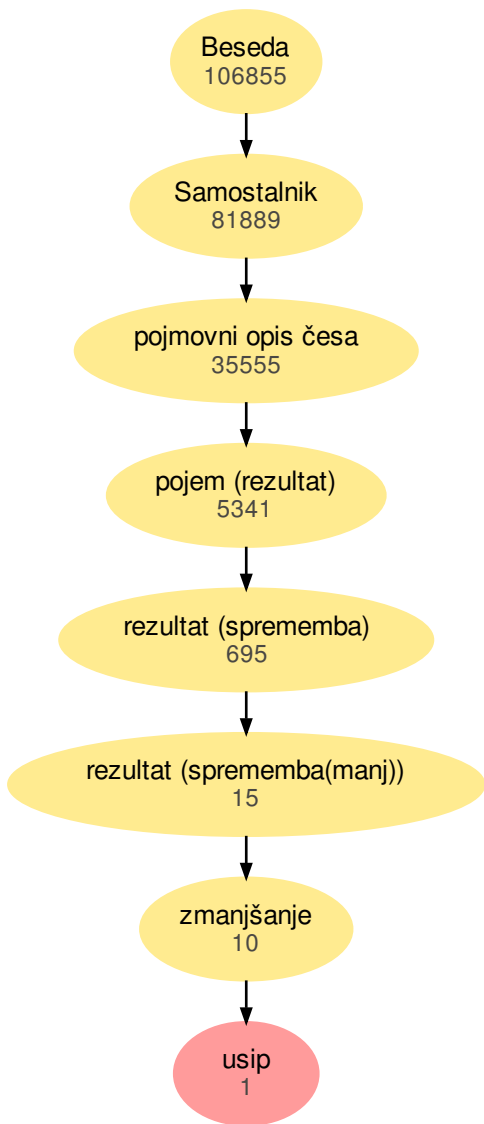 Beseda
106855
Samostalnik
81889
pojmovni opis česa
35555
pojem (rezultat)
5341
rezultat (sprememba)
695
rezultat (sprememba(manj))
15
zmanjšanje
10
usip
1